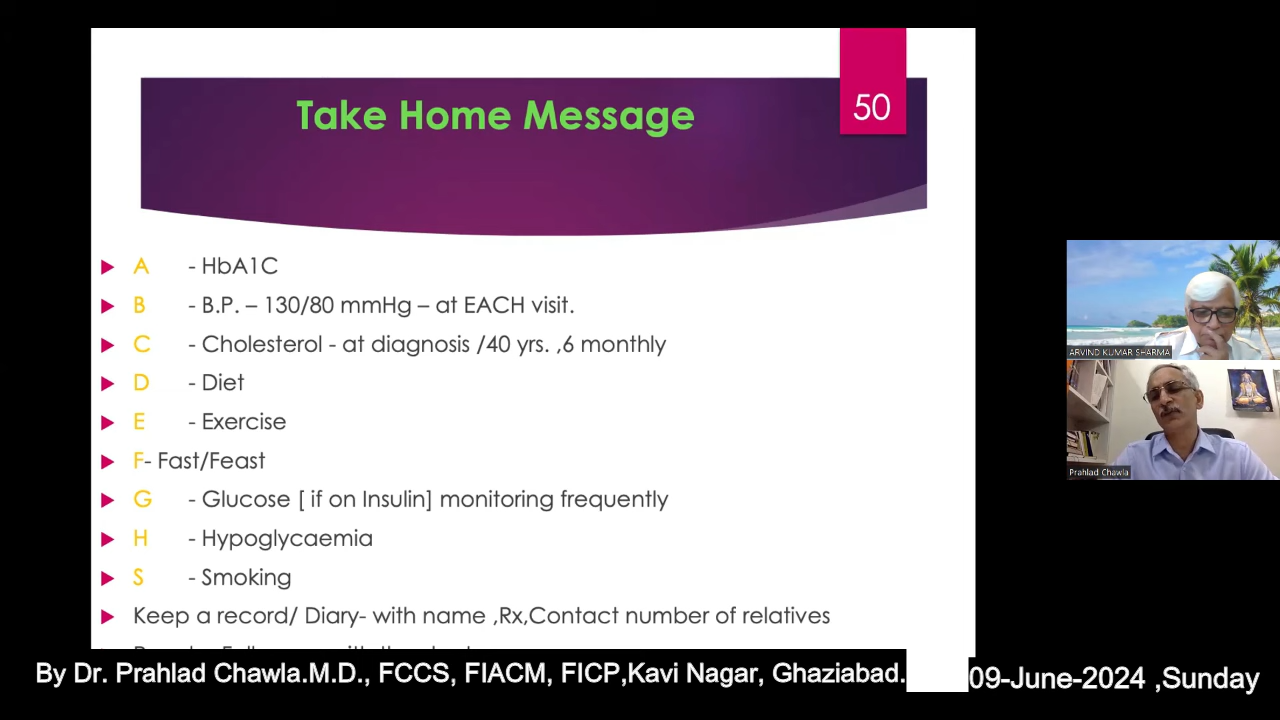 Take Home Message
50
A - HbA1C
B - B.P. – 130/80 mmHg – at EACH visit.
C - Cholesterol - at diagnosis /40 yrs. ,6 monthly
D - Diet
E - Exercise
F- Fast/Feast
G - Glucose [ if on Insulin] monitoring frequently
H - Hypoglycaemia
S - Smoking
Keep a record/ Diary- with name ,Rx,Contact number of relatives
ARVIND KUMAR SHARMA
Prahlad Chawla
By Dr. Prahlad Chawla.M.D., FCCS, FIACM, FICP,Kavi Nagar, Ghaziabad.
09-June-2024 ,Sunday